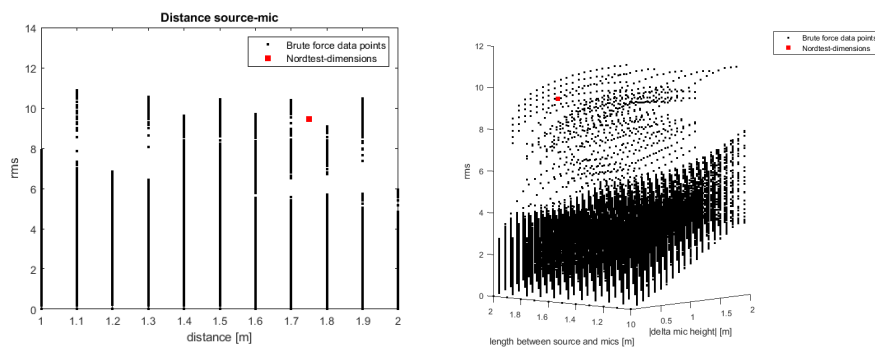 Distance source-mic
14
12
10
8
6
4
2
0
rms
1 1.1 1.2 1.3 1.4 1.5 1.6 1.7 1.8 1.9 2
distance [m]
Brute force data points
Nordtest-dimensions
Brute force data points
Nordtest-dimensions
12
10
8
6
4
2
0
rms
2 1.8 1.6 1.4 1.2 1
0 0.5 1 1.5 2
length between source and mics [m]
|delta mic height| [m]